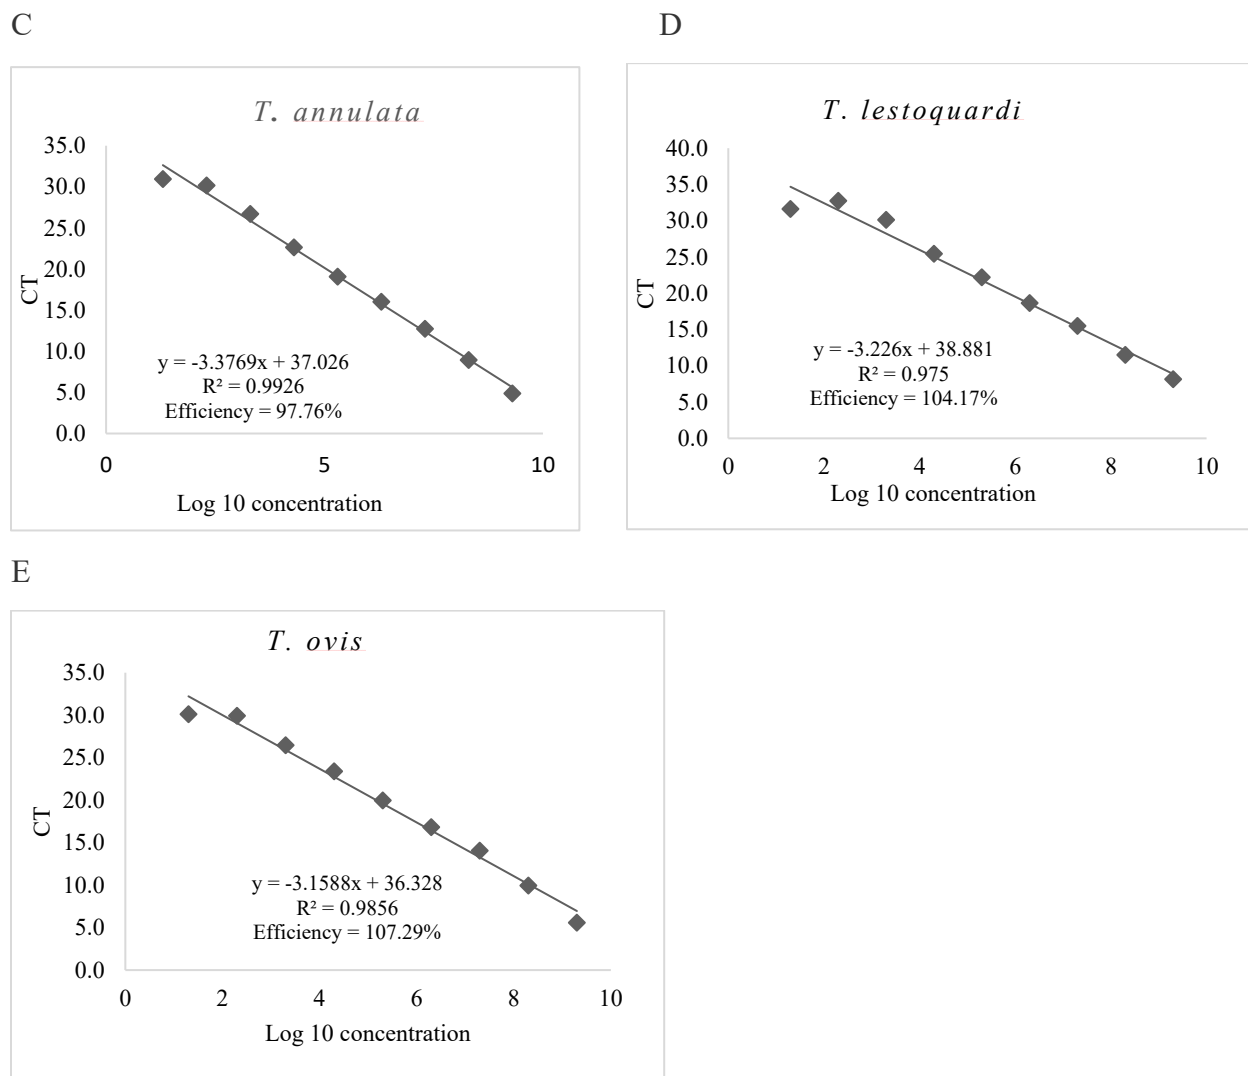 C
D
T. annulata
35.0
30.0
25.0
20.0
15.0
10.0
5.0
0.0
CT
y = -3.3769x + 37.026
R² = 0.9926
Efficiency = 97.76%
0 5 10
Log 10 concentration
T. lestoquardi
40.0
35.0
30.0
25.0
20.0
15.0
10.0
5.0
0.0
CT
y = -3.226x + 38.881
R² = 0.975
Efficiency = 104.17%
0 2 4 6 8 10
Log 10 concentration
E
T. ovis
35.0
30.0
25.0
20.0
15.0
10.0
5.0
0.0
CT
y = -3.1588x + 36.328
R² = 0.9856
Efficiency = 107.29%
0 2 4 6 8 10
Log 10 concentration